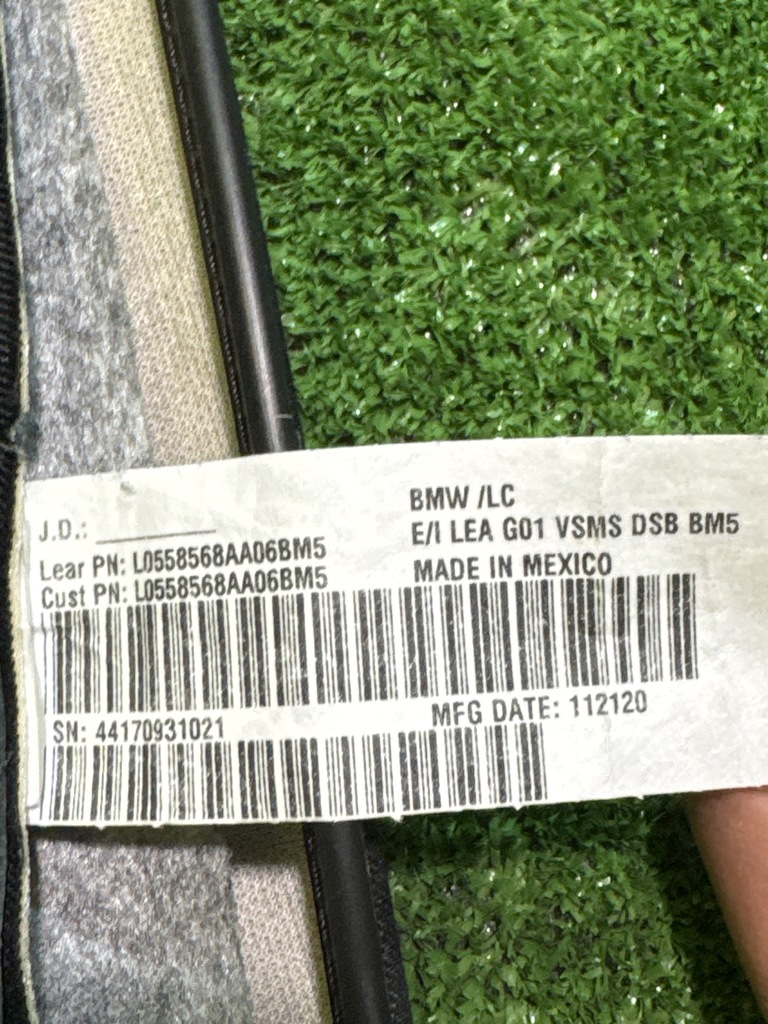 J.D.:
BMW /LC
E/I LEA G01 VSMS DSB BM5
Lear PN: L0558568AA06BM5
Cust PN: L0558568AA06BM5
MADE IN MEXICO
SN: 44170931021
MFG DATE: 112120